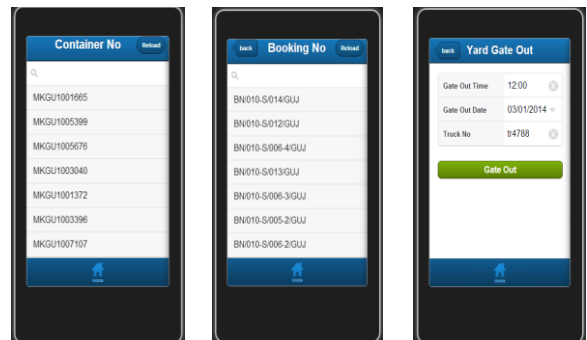 Container No Reload
MKGU1001665
MKGU1005399
MKGU1005676
MKGU1003040
MKGU1001372
MKGU1003396
MKGU1007107
Home
back Booking No Reload
BN/010-S/014/GUJ
BN/010-S/012/GUJ
BN/010-S/006-4/GUJ
BN/010-S/013/GUJ
BN/010-S/006-3/GUJ
BN/010-S/005-2/GUJ
BN/010-S/006-2/GUJ
Home
back Yard Gate Out
Gate Out Time 12:00
Gate Out Date 03/01/2014
Truck No tr4788
Gate Out
Home